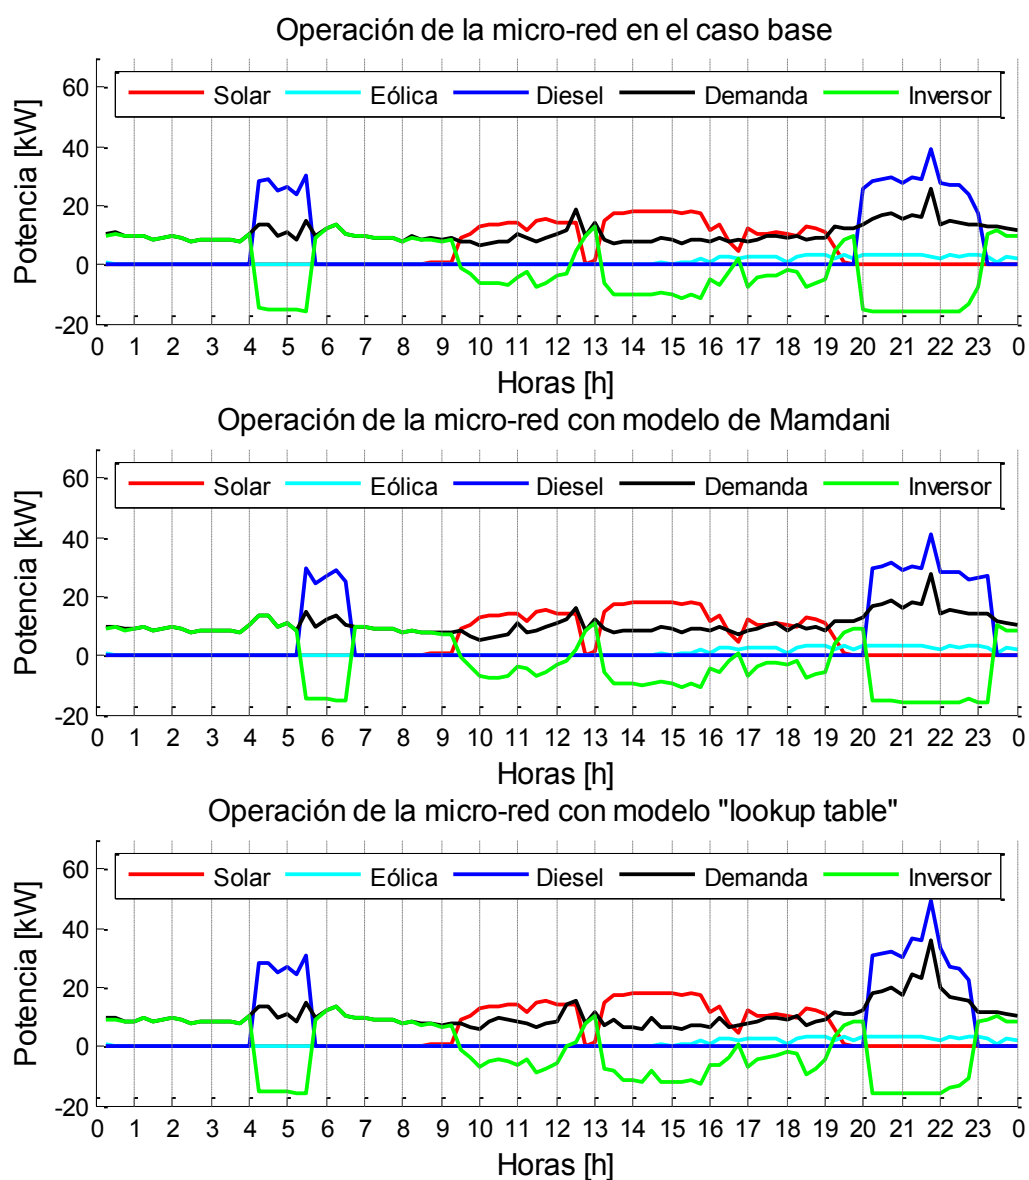 Operación de la micro-red en el caso base
Solar Eólica Diesel Demanda Inversor
Potencia [kW]
60
40
20
0
-20
0 1 2 3 4 5 6 7 8 9 10 11 12 13 14 15 16 17 18 19 20 21 22 23 0
Horas [h]
Operación de la micro-red con modelo de Mamdani
Solar Eólica Diesel Demanda Inversor
Potencia [kW]
60
40
20
0
-20
0 1 2 3 4 5 6 7 8 9 10 11 12 13 14 15 16 17 18 19 20 21 22 23 0
Horas [h]
Operación de la micro-red con modelo "lookup table"
Solar Eólica Diesel Demanda Inversor
Potencia [kW]
60
40
20
0
-20
0 1 2 3 4 5 6 7 8 9 10 11 12 13 14 15 16 17 18 19 20 21 22 23 0
Horas [h]